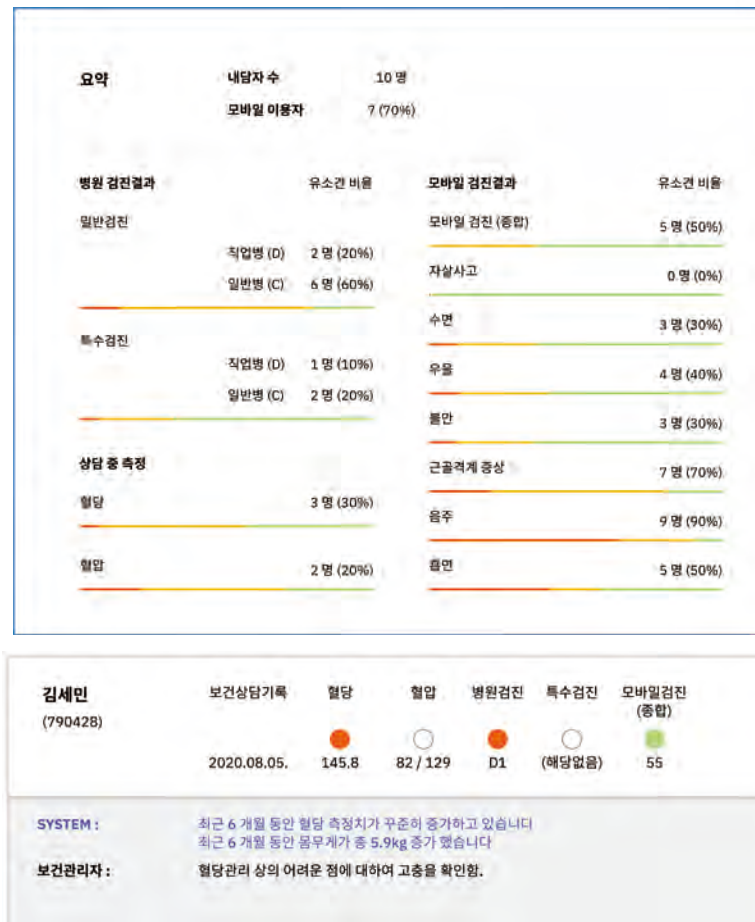 요약
내담자 수 10 명
모바일 이용자 7 (70%)
병원 검진결과 유소견 비율
일반검진
직업병 (D) 2 명 (20%)
일반병 (C) 6 명 (60%)
특수검진
직업병 (D) 1 명 (10%)
일반병 (C) 2 명 (20%)
상담 중 측정
혈당 3 명 (30%)
혈압 2 명 (20%)
모바일 검진결과 유소견 비율
모바일 검진 (종합) 5 명 (50%)
자살사고 0 명 (0%)
수면 3 명 (30%)
우울 4 명 (40%)
불안 3 명 (30%)
근골격계 증상 7 명 (70%)
음주 9 명 (90%)
흡연 5 명 (50%)
김세민 보건상담기록 혈당 혈압 병원검진 특수검진 모바일검진
(790428) (종합)
2020.08.05. 145.8 82 / 129 D1 (해당없음) 55
SYSTEM : 최근 6 개월 동안 혈당 측정치가 꾸준히 증가하고 있습니다
최근 6 개월 동안 몸무게가 총 5.9kg 증가 했습니다
보건관리자 : 혈당관리 상의 어려운 점에 대하여 고충을 확인함.